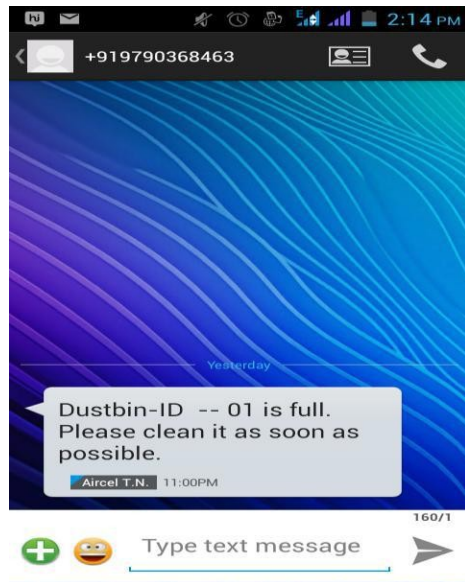 hj 2:14 PM
+919790368463
Yesterday
Dustbin-ID -- 01 is full.
Please clean it as soon as
possible.
Aircel T.N. 11:00PM
160/1
Type text message